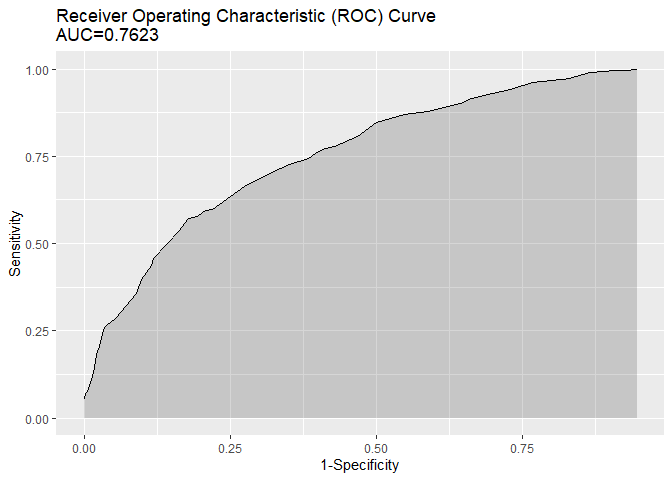 Receiver Operating Characteristic (ROC) Curve
AUC=0.7623
1.00
0.75
0.50
0.25
0.00
Sensitivity
0.00 0.25 0.50 0.75
1-Specificity